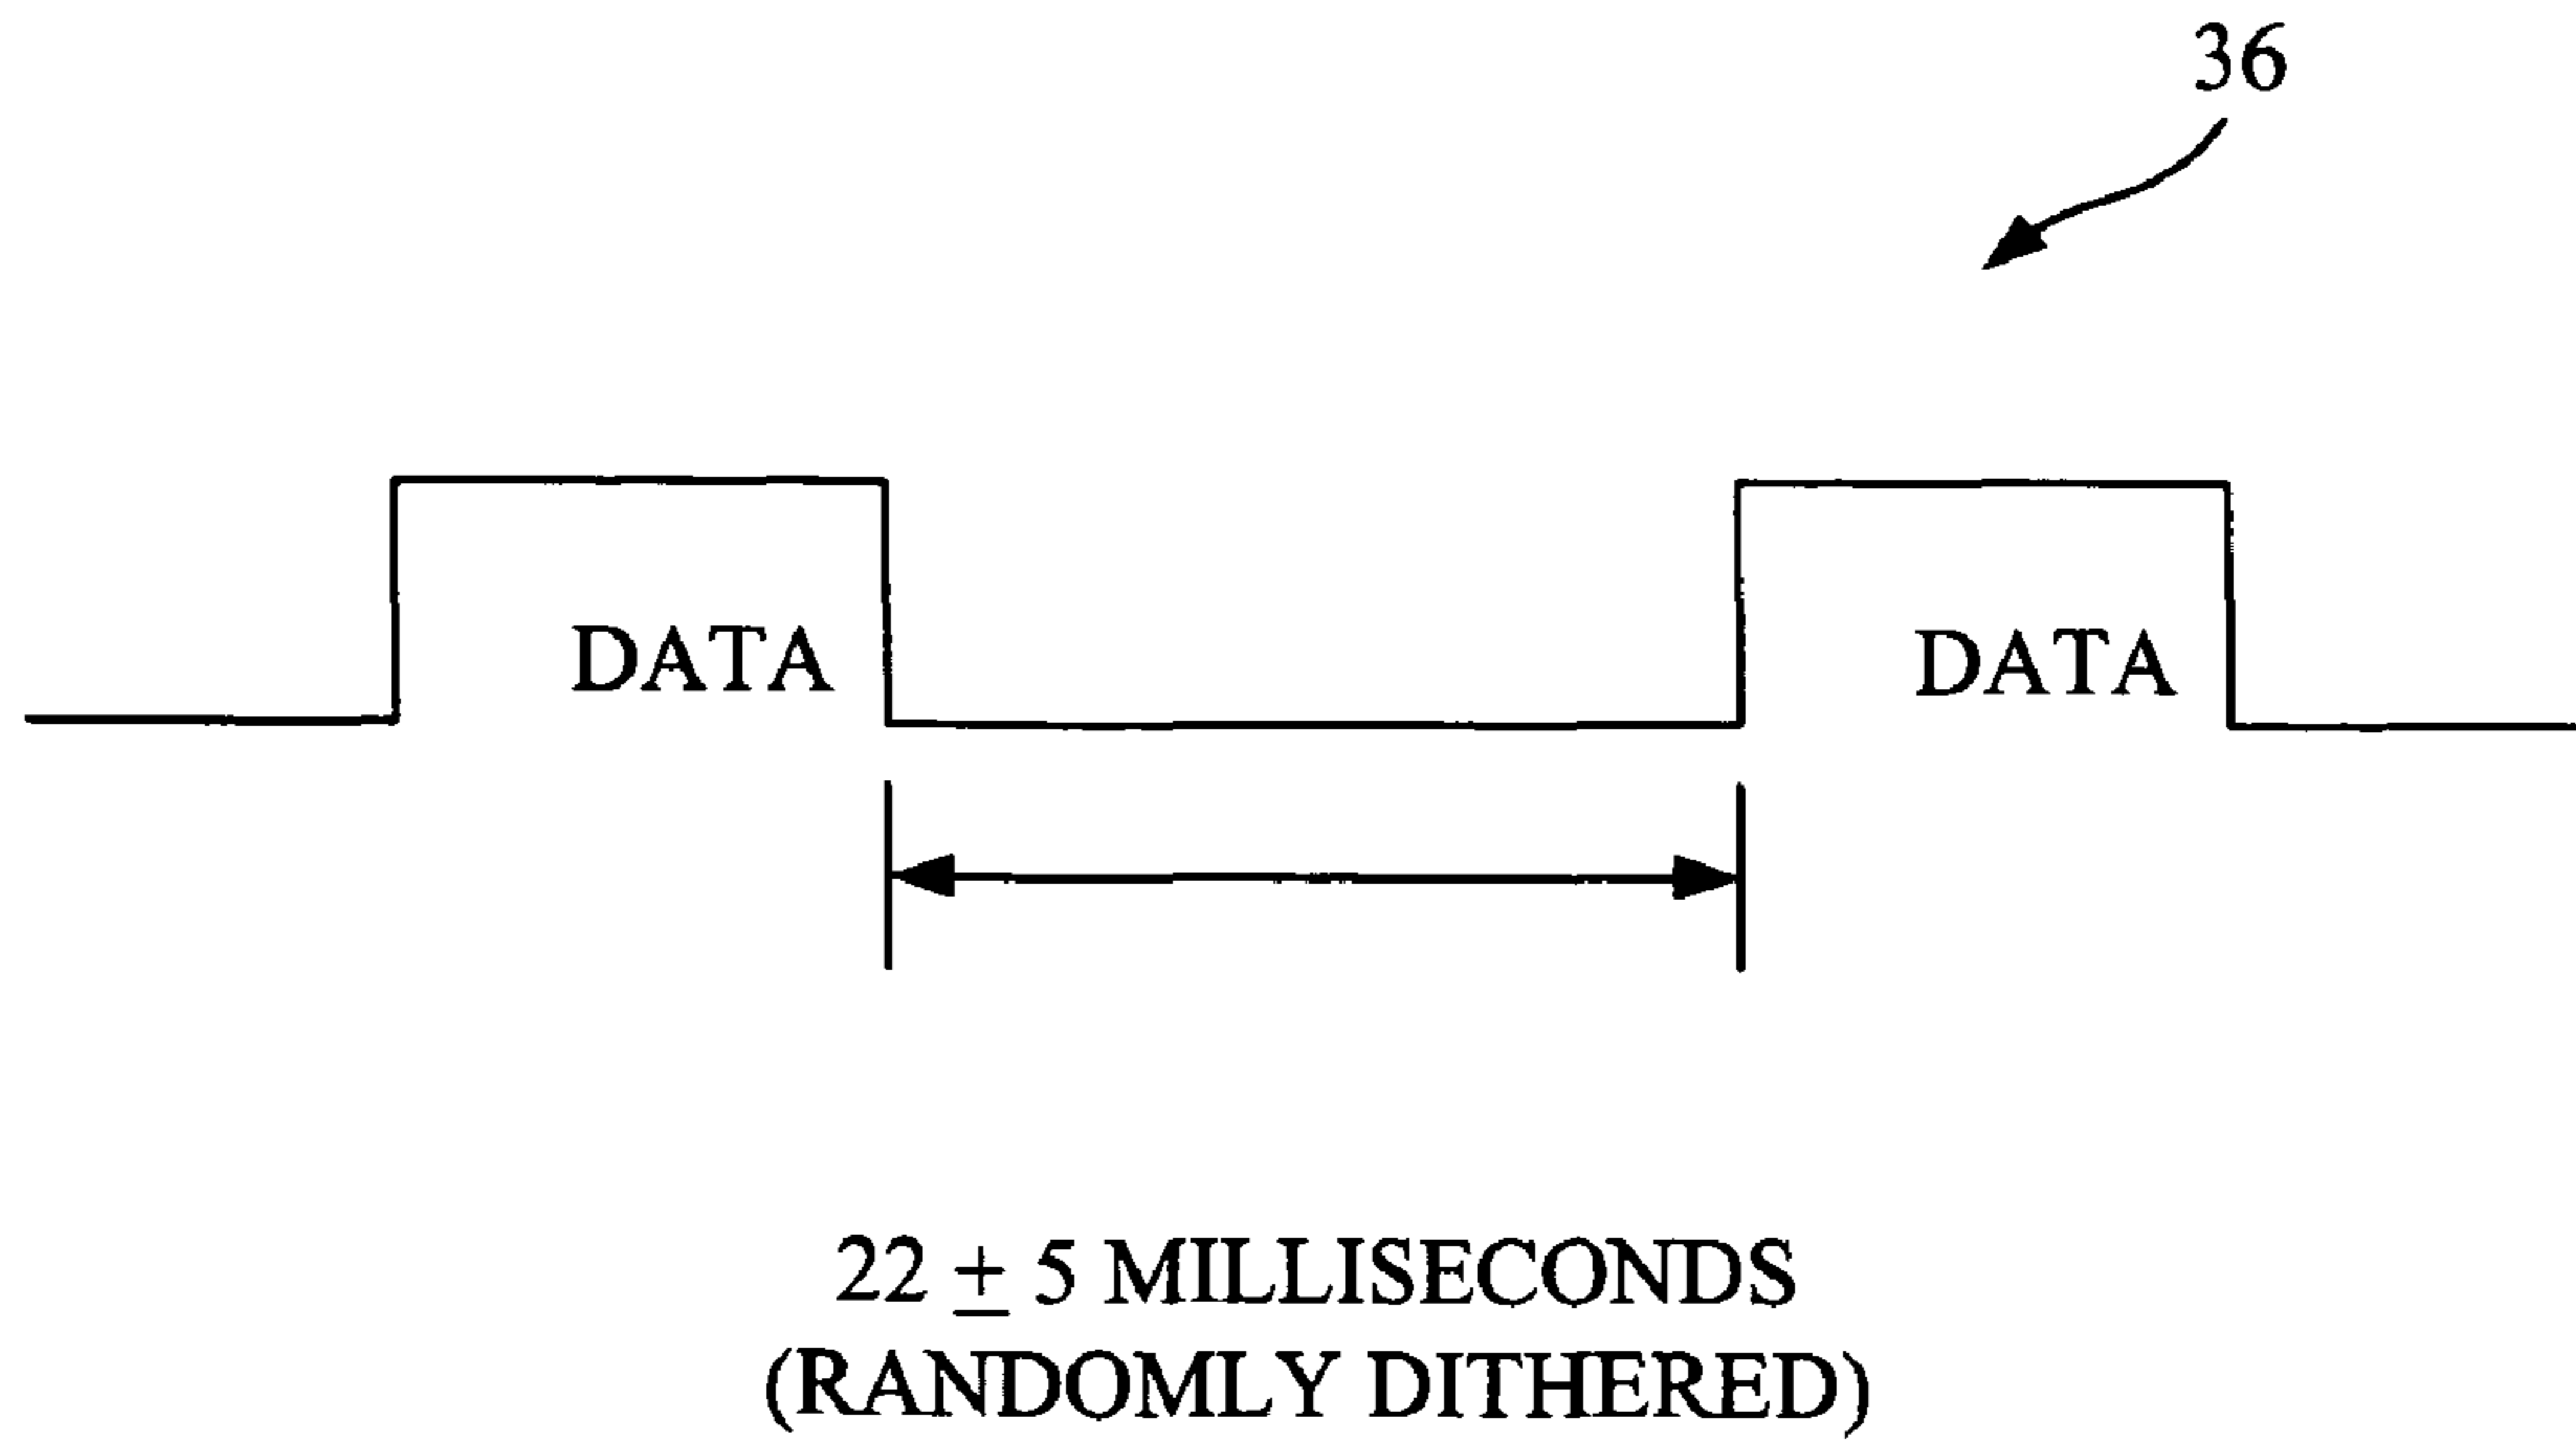 36
DATA DATA
22 ± 5 MILLISECONDS
(RANDOMLY DITHERED)